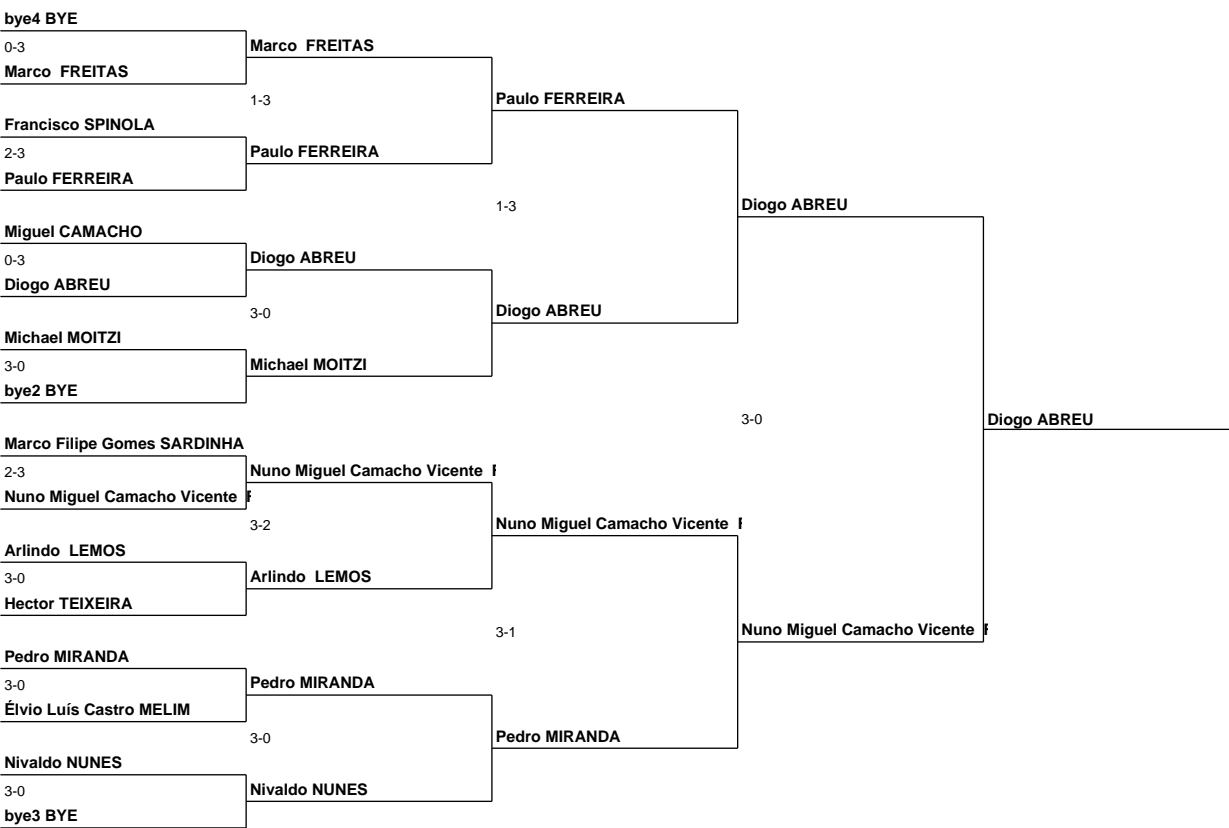 bye4 BYE
0-3
Marco FREITAS
Marco FREITAS
1-3
Paulo FERREIRA
Francisco SPINOLA
2-3
Paulo FERREIRA
Paulo FERREIRA
1-3
Diogo ABREU
Miguel CAMACHO
0-3
Diogo ABREU
Diogo ABREU
3-0
Diogo ABREU
Michael MOITZI
3-0
Michael MOITZI
bye2 BYE
3-0
Diogo ABREU
Marco Filipe Gomes SARDINHA
2-3
Nuno Miguel Camacho Vicente
Nuno Miguel Camacho Vicente
3-2
Nuno Miguel Camacho Vicente
Arlindo LEMOS
3-0
Arlindo LEMOS
Hector TEIXEIRA
3-1
Nuno Miguel Camacho Vicente
Pedro MIRANDA
3-0
Pedro MIRANDA
Élvio Luís Castro MELIM
3-0
Pedro MIRANDA
Nivaldo NUNES
3-0
Nivaldo NUNES
bye3 BYE